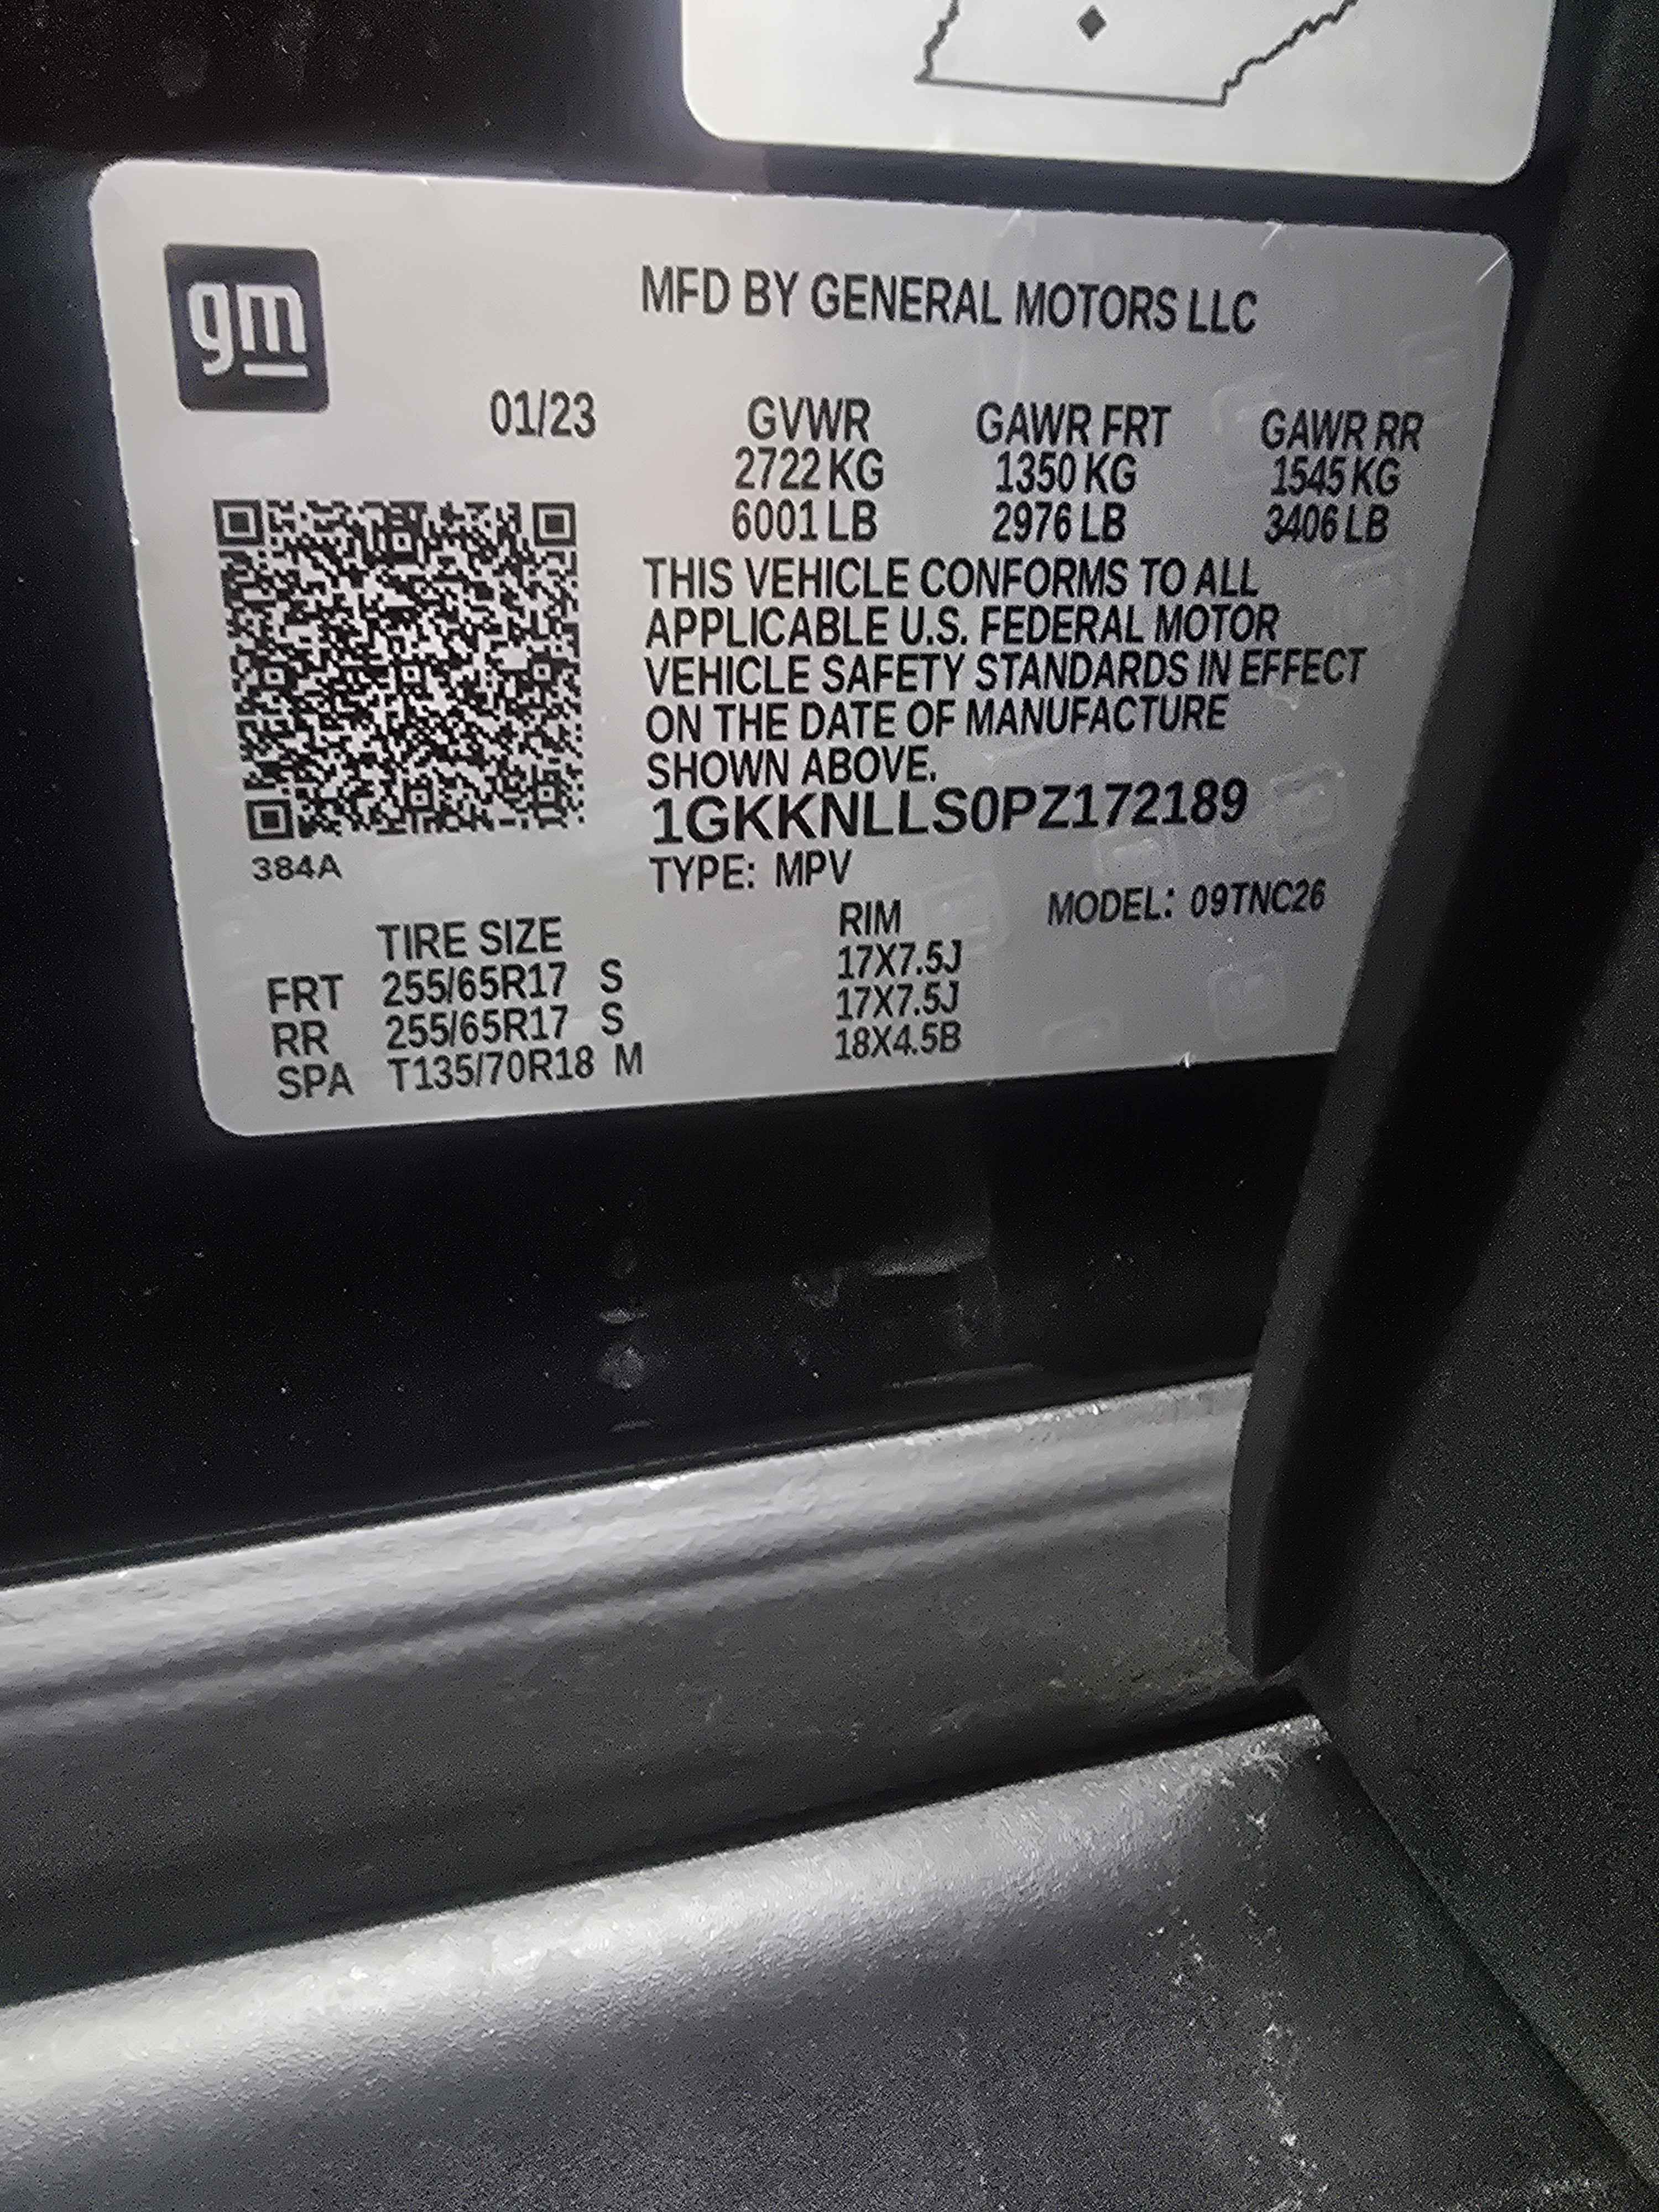 gm
MFD BY GENERAL MOTORS LLC
01/23 GVWR GAWR FRT GAWR RR
2722 KG 1350 KG 1545 KG
6001 LB 2976 LB 3406 LB
THIS VEHICLE CONFORMS TO ALL
APPLICABLE U.S. FEDERAL MOTOR
VEHICLE SAFETY STANDARDS IN EFFECT
ON THE DATE OF MANUFACTURE
SHOWN ABOVE.
1GKKNLLS0PZ172189
384A
TYPE: MPV MODEL: 09TNC26
TIRE SIZE RIM
FRT 255/65R17 S 17X7.5J
RR 255/65R17 S 17X7.5J
SPA T135/70R18 M 18X4.5B